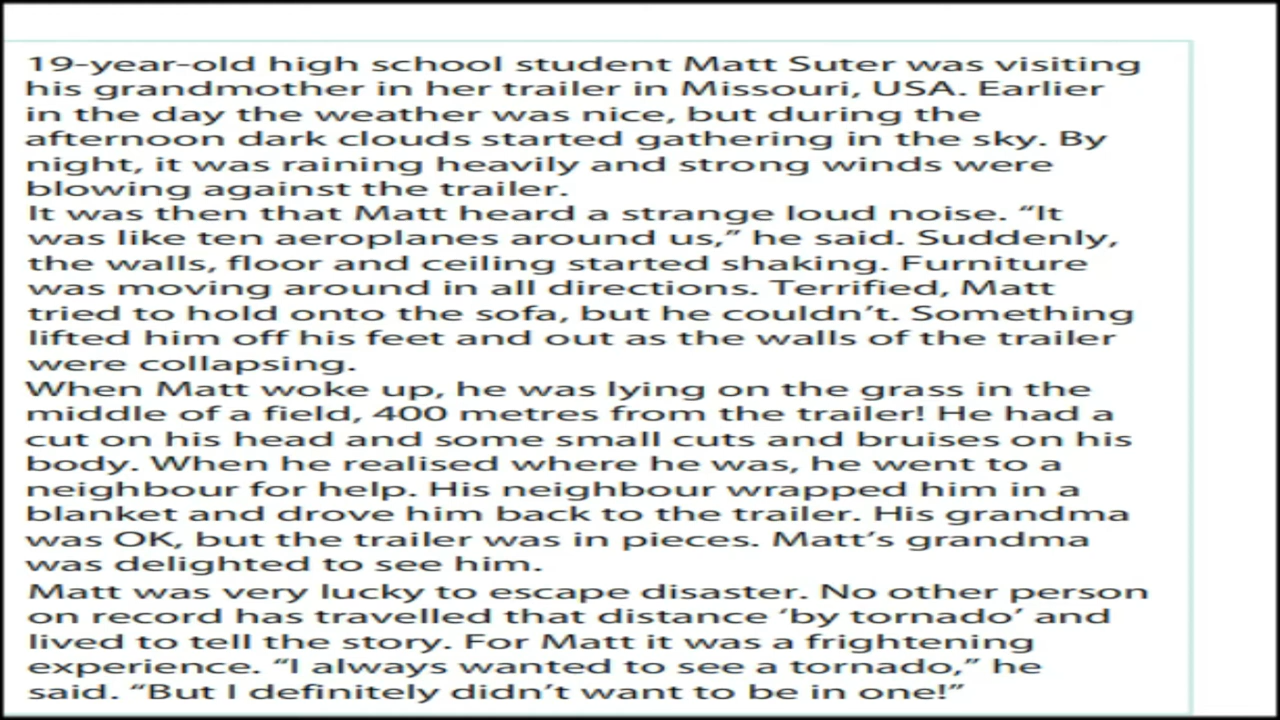 19-year-old high school student Matt Suter was visiting
his grandmother in her trailer in Missouri, USA. Earlier
in the day the weather was nice, but during the
afternoon dark clouds started gathering in the sky. By
night, it was raining heavily and strong winds were
blowing against the trailer.
It was then that Matt heard a strange loud noise. “It
was like ten aeroplanes around us,” he said. Suddenly,
the walls, floor and ceiling started shaking. Furniture
was moving around in all directions. Terrified, Matt
tried to hold onto the sofa, but he couldn’t. Something
lifted him off his feet and out as the walls of the trailer
were collapsing.
When Matt woke up, he was lying on the grass in the
middle of a field, 400 metres from the trailer! He had a
cut on his head and some small cuts and bruises on his
body. When he realised where he was, he went to a
neighbour for help. His neighbour wrapped him in a
blanket and drove him back to the trailer. His grandma
was OK, but the trailer was in pieces. Matt’s grandma
was delighted to see him.
Matt was very lucky to escape disaster. No other person
on record has travelled that distance ‘by tornado’ and
lived to tell the story. For Matt it was a frightening
experience. “I always wanted to see a tornado,” he
said. “But I definitely didn’t want to be in one!”